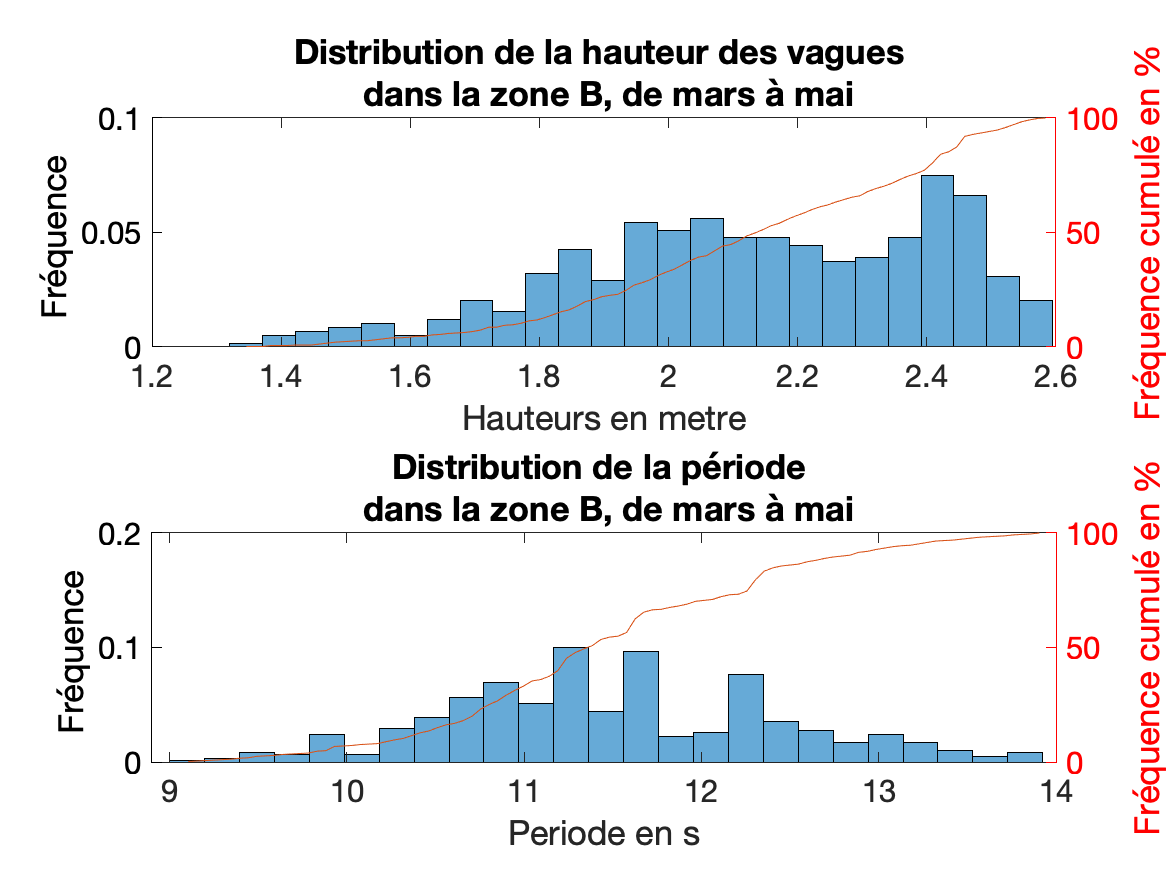 Distribution de la hauteur des vagues
dans la zone B, de mars à mai
0.1
0.05
0
Fréquence
100
50
0
Fréquence cumulé en %
1.2 1.4 1.6 1.8 2 2.2 2.4 2.6
Hauteurs en metre
Distribution de la période
dans la zone B, de mars à mai
0.2
0.1
0
Fréquence
100
50
0
Fréquence cumulé en %
9 10 11 12 13 14
Periode en s